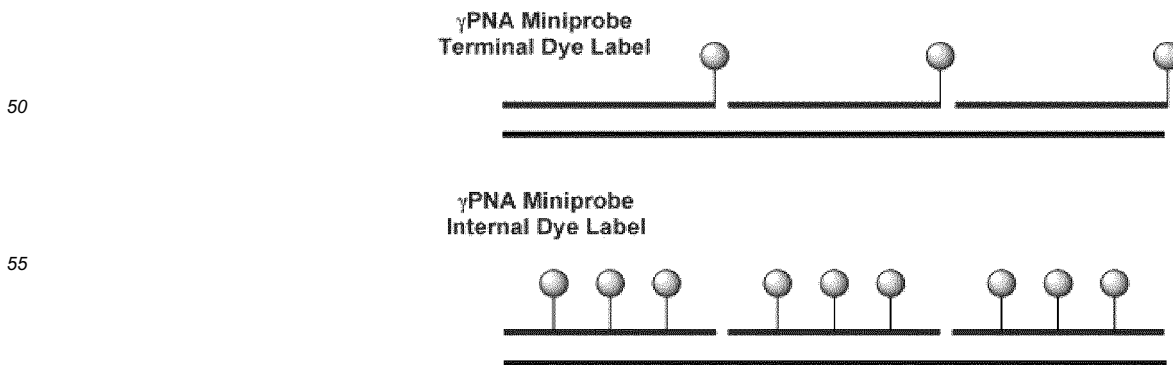 γPNA Miniprobe
Terminal Dye Label
50
γPNA Miniprobe
Internal Dye Label
55